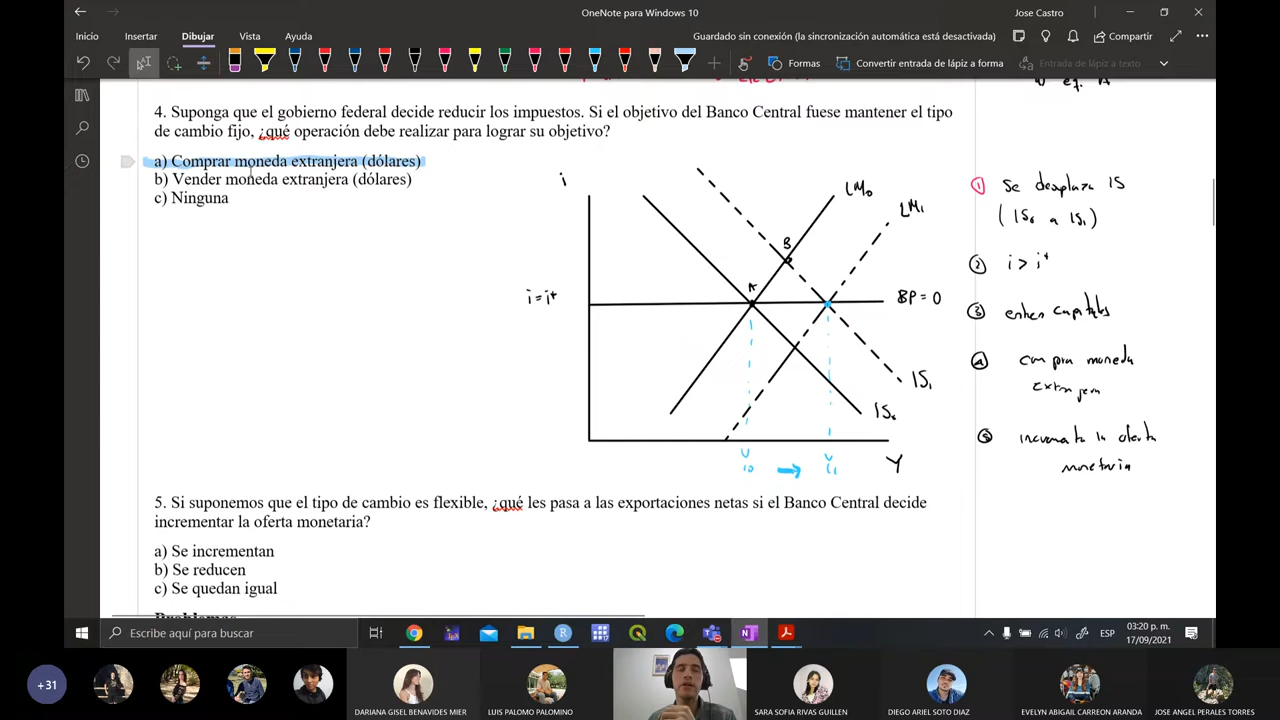 OneNote para Windows 10
Jose Castro
Inicio
Insertar
Dibujar
Vista
Ayuda
Guardado sin conexión (la sincronización automática está desactivada)
Compartir
Formas
Convertir entrada de lápiz a forma
Entrada de lápiz a texto
4. Suponga que el gobierno federal decide reducir los impuestos. Si el objetivo del Banco Central fuese mantener el tipo
de cambio fijo, ¿qué operación debe realizar para lograr su objetivo?
a) Comprar moneda extranjera (dólares)
b) Vender moneda extranjera (dólares)
c) Ninguna
i
LM₀
LM₁
B
A
i=i*
BP=0
IS₁
IS₀
Y
Y₀
→
Y₁
① Se desplaza IS
(IS₀ a IS₁)
② i > i*
③ entran capitales
④ compra moneda
extranjera
⑤ incrementa la oferta
monetaria
5. Si suponemos que el tipo de cambio es flexible, ¿qué les pasa a las exportaciones netas si el Banco Central decide
incrementar la oferta monetaria?
a) Se incrementan
b) Se reducen
c) Se quedan igual
Escribe aquí para buscar
ESP
03:20 p. m.
17/09/2021
+31
DARIANA GISEL BENAVIDES MIER
LUIS PALOMO PALOMINO
SARA SOFIA RIVAS GUILLEN
DIEGO ARIEL SOTO DIAZ
EVELYN ABIGAIL CARREON ARANDA
JOSE ANGEL PERALES TORRES